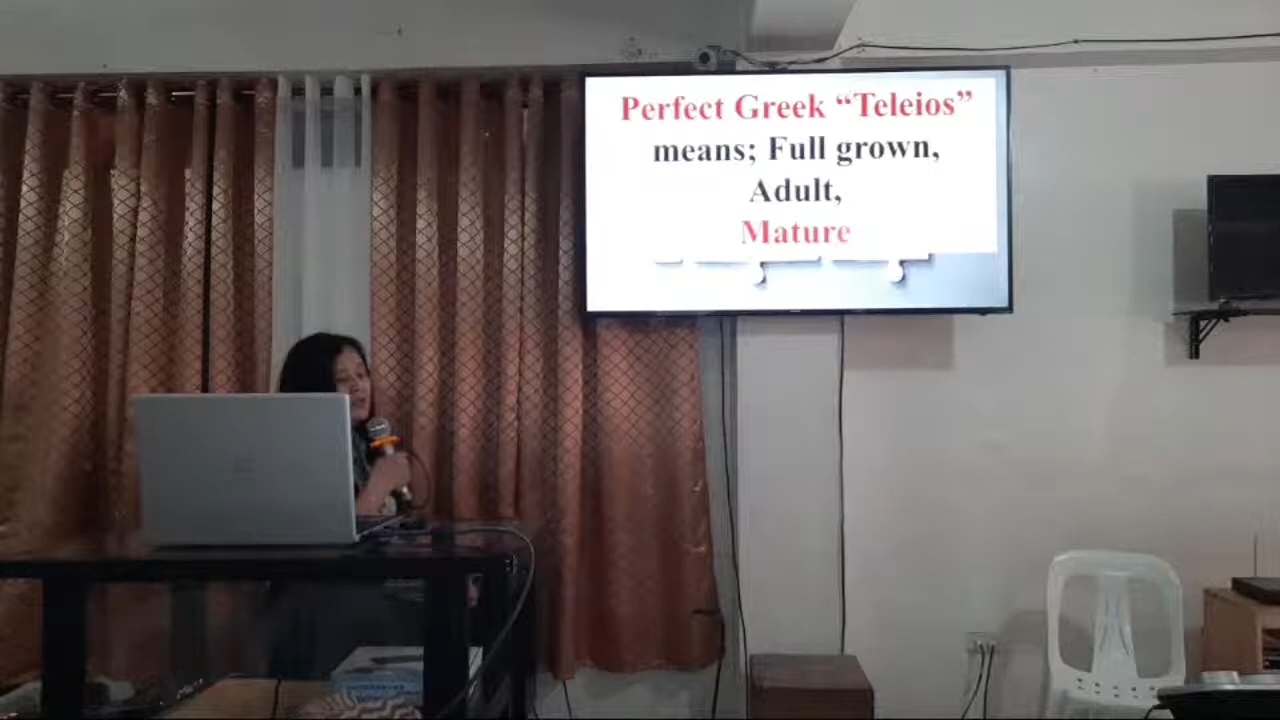 Perfect Greek “Teleios”
means; Full grown,
Adult,
Mature